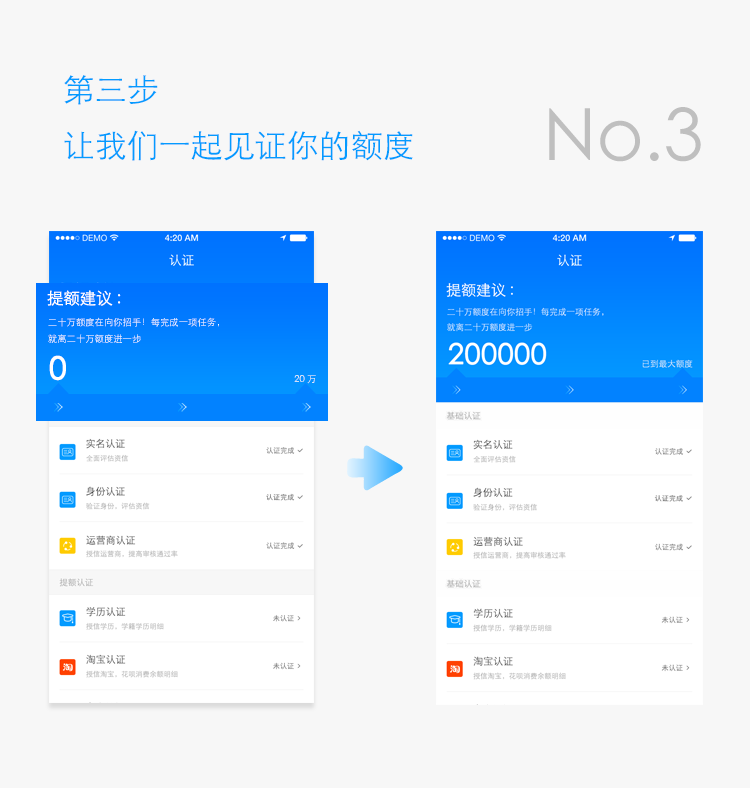 第三步
让我们一起见证你的额度
No.3
DEMO 4:20 AM
认证
提额建议：
二十万额度在向你招手！每完成一项任务，
就离二十万额度进一步
0
20 万
实名认证
全面评估资信
认证完成
身份认证
验证身份，评估资信
认证完成
运营商认证
授信运营商，提高审核通过率
认证完成
提额认证
学历认证
授信学历，学籍学历明细
未认证
淘宝认证
授信淘宝，花呗消费余额明细
未认证
DEMO 4:20 AM
认证
提额建议：
二十万额度在向你招手！每完成一项任务，
就离二十万额度进一步
200000
已到最大额度
基础认证
实名认证
全面评估资信
认证完成
身份认证
验证身份，评估资信
认证完成
运营商认证
授信运营商，提高审核通过率
认证完成
基础认证
学历认证
授信学历，学籍学历明细
未认证
淘宝认证
授信淘宝，花呗消费余额明细
未认证